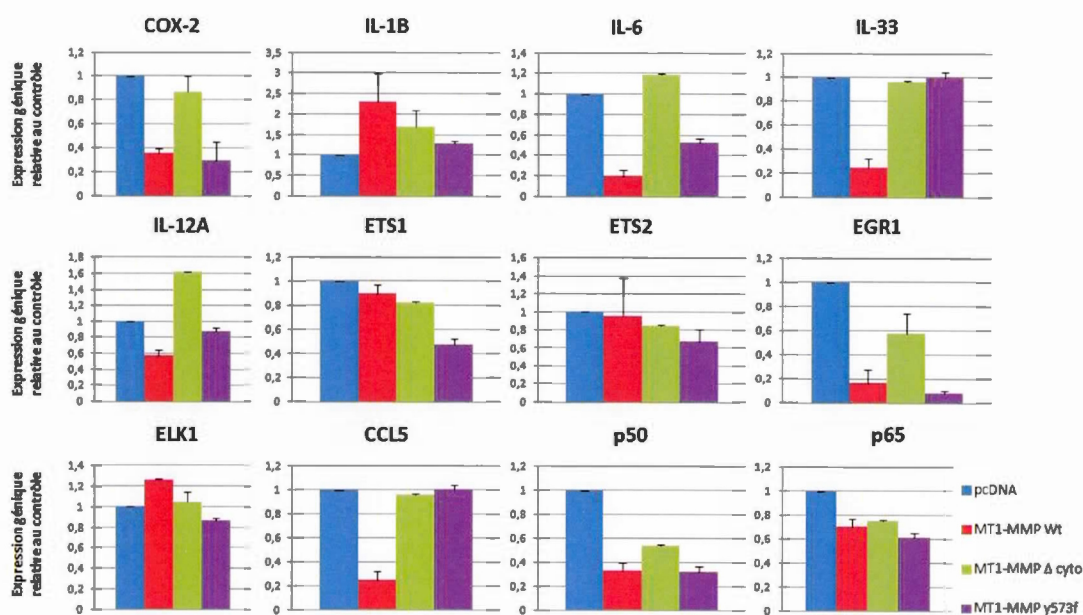 COX-2 IL-1B IL-6 IL-33
Expression génique
relative au contrôle
1,2 1 0,8 0,6 0,4 0,2 0
3,5 3 2,5 2 1,5 1 0,5 0
1,4 1,2 1 0,8 0,6 0,4 0,2 0
1,2 1 0,8 0,6 0,4 0,2 0
IL-12A ETS1 ETS2 EGR1
Expression génique
relative au contrôle
1,8 1,6 1,4 1,2 1 0,8 0,6 0,4 0,2 0
1,2 1 0,8 0,6 0,4 0,2 0
1,6 1,4 1,2 1 0,8 0,6 0,4 0,2 0
1,2 1 0,8 0,6 0,4 0,2 0
ELK1 CCL5 p50 p65
Expression génique
relative au contrôle
1,4 1,2 1 0,8 0,6 0,4 0,2 0
1,2 1 0,8 0,6 0,4 0,2 0
1,2 1 0,8 0,6 0,4 0,2 0
1,2 1 0,8 0,6 0,4 0,2 0
pcDNA
MT1-MMP Wt
MT1-MMP Δ cyto
MT1-MMP y573f